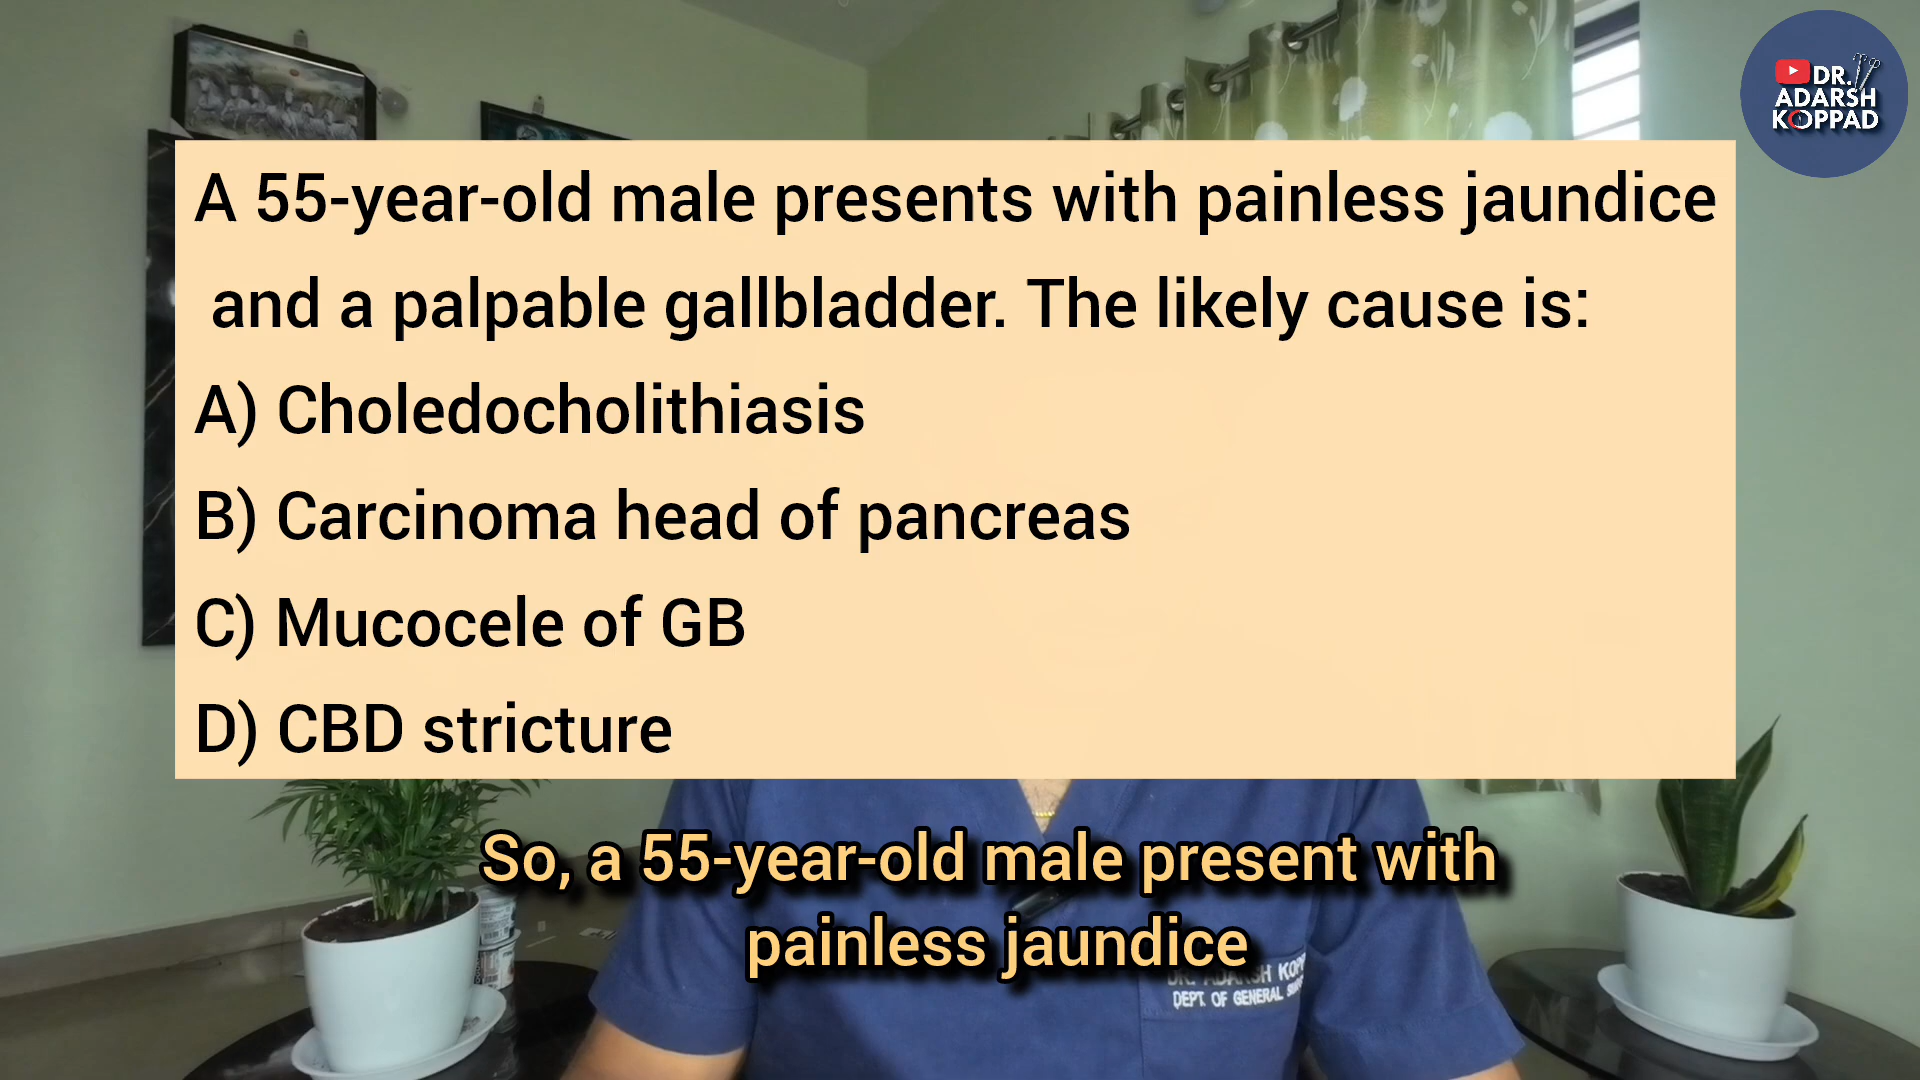 DR.
ADARSH
KOPPAD
A 55-year-old male presents with painless jaundice
and a palpable gallbladder. The likely cause is:
A) Choledocholithiasis
B) Carcinoma head of pancreas
C) Mucocele of GB
D) CBD stricture
So, a 55-year-old male present with
painless jaundice
DR. ADARSH
DEPT. OF GENERAL